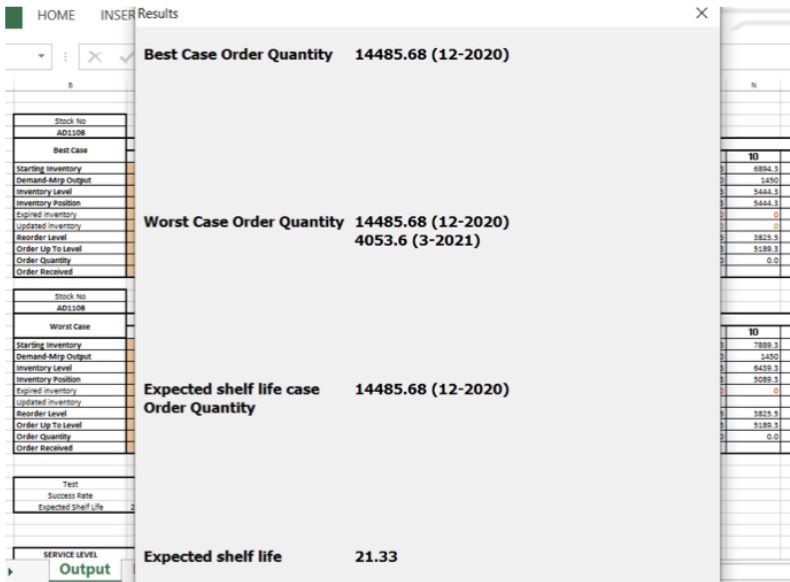 HOME INSER
Results
Best Case Order Quantity 14485.68 (12-2020)
Worst Case Order Quantity 14485.68 (12-2020)
4053.6 (3-2021)
Expected shelf life case 14485.68 (12-2020)
Order Quantity
Expected shelf life 21.33
B
N
Stock No
AD1108
Best Case
10
Starting Inventory 6894.3
Demand-Mrp Output 1450
Inventory Level 5444.3
Inventory Position 5444.3
Expired inventory 0
Updated inventory 0
Reorder Level 3825.5
Order Up To Level 5189.3
Order Quantity 0.0
Order Received
Stock No
AD1108
Worst Case
10
Starting Inventory 7889.3
Demand-Mrp Output 1450
Inventory Level 6439.3
Inventory Position 5089.3
Expired inventory 0
Updated inventory
Reorder Level 3825.5
Order Up To Level 5189.3
Order Quantity 0.0
Order Received
Test
Success Rate
Expected Shelf Life 2
SERVICE LEVEL
Output